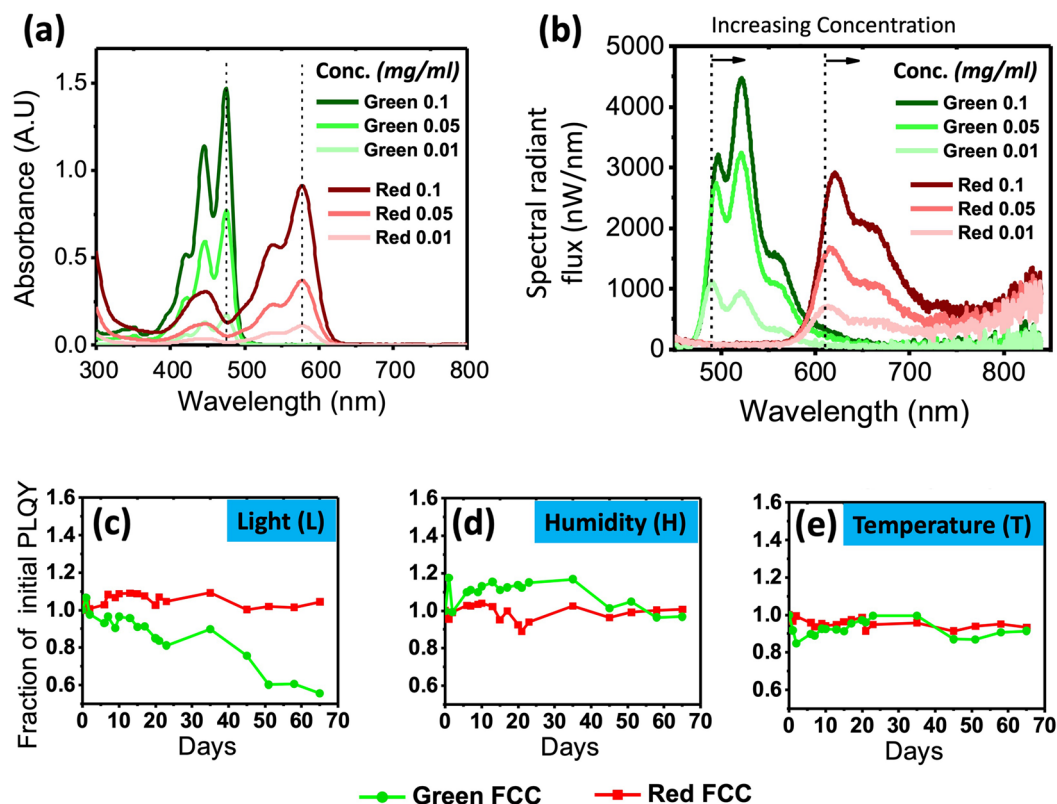 (a)
Absorbance (A.U)
1.5
1.0
0.5
0.0
300 400 500 600 700 800
Wavelength (nm)
Conc. (mg/ml)
Green 0.1
Green 0.05
Green 0.01
Red 0.1
Red 0.05
Red 0.01
(b)
Increasing Concentration
Spectral radiant
flux (nW/nm)
5000
4000
3000
2000
1000
0
500 600 700 800
Wavelength (nm)
Conc. (mg/ml)
Green 0.1
Green 0.05
Green 0.01
Red 0.1
Red 0.05
Red 0.01
Fraction of initial PLQY
(c)
Light (L)
1.6
1.4
1.2
1.0
0.8
0.6
0 10 20 30 40 50 60 70
Days
(d)
Humidity (H)
1.6
1.4
1.2
1.0
0.8
0.6
0 10 20 30 40 50 60 70
Days
(e)
Temperature (T)
1.6
1.4
1.2
1.0
0.8
0.6
0 10 20 30 40 50 60 70
Days
Green FCC
Red FCC